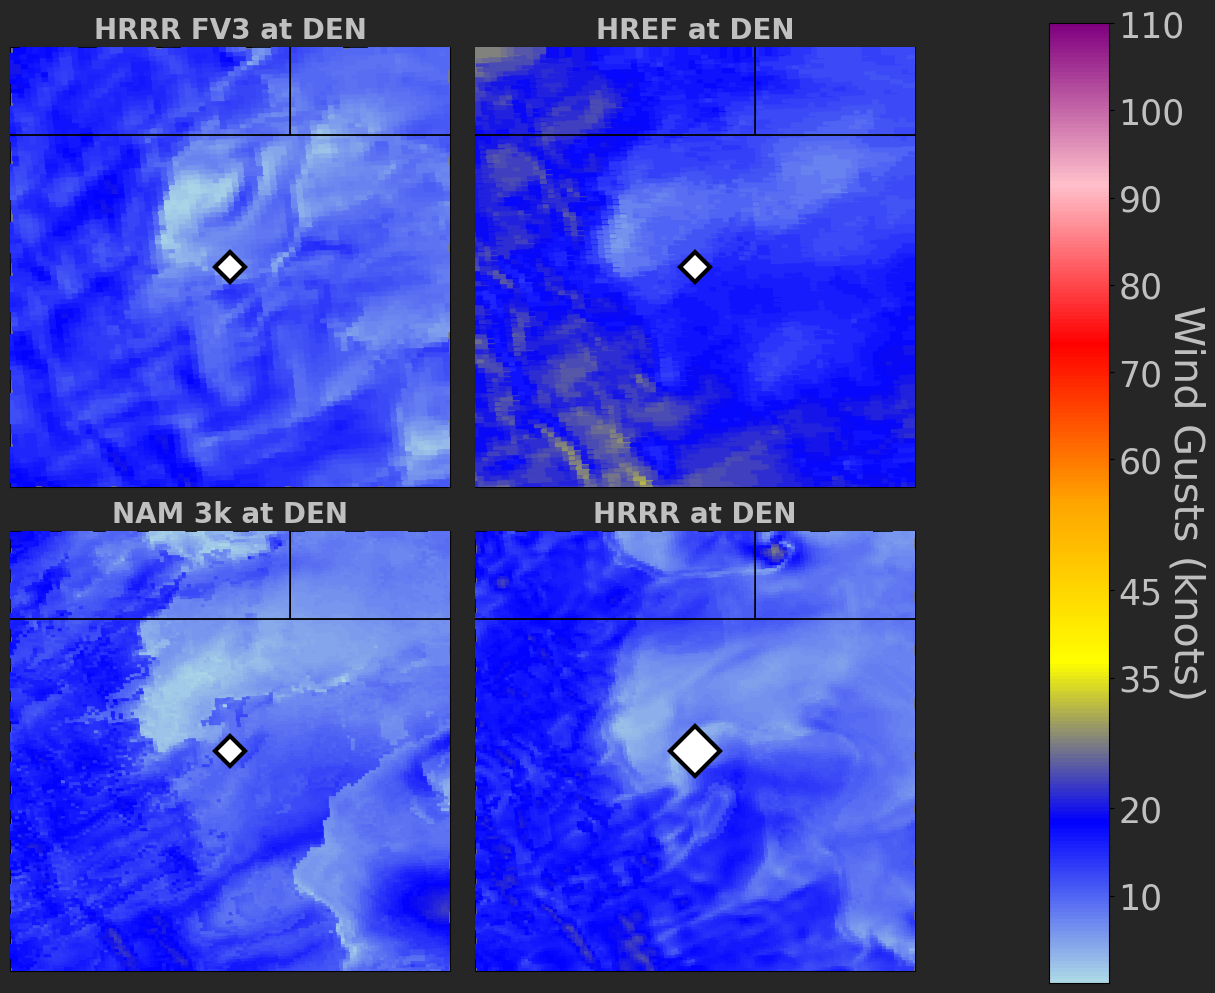 HRRR FV3 at DEN
HREF at DEN
NAM 3k at DEN
HRRR at DEN
110
100
90
80
70
60
45
35
20
10
Wind Gusts (knots)